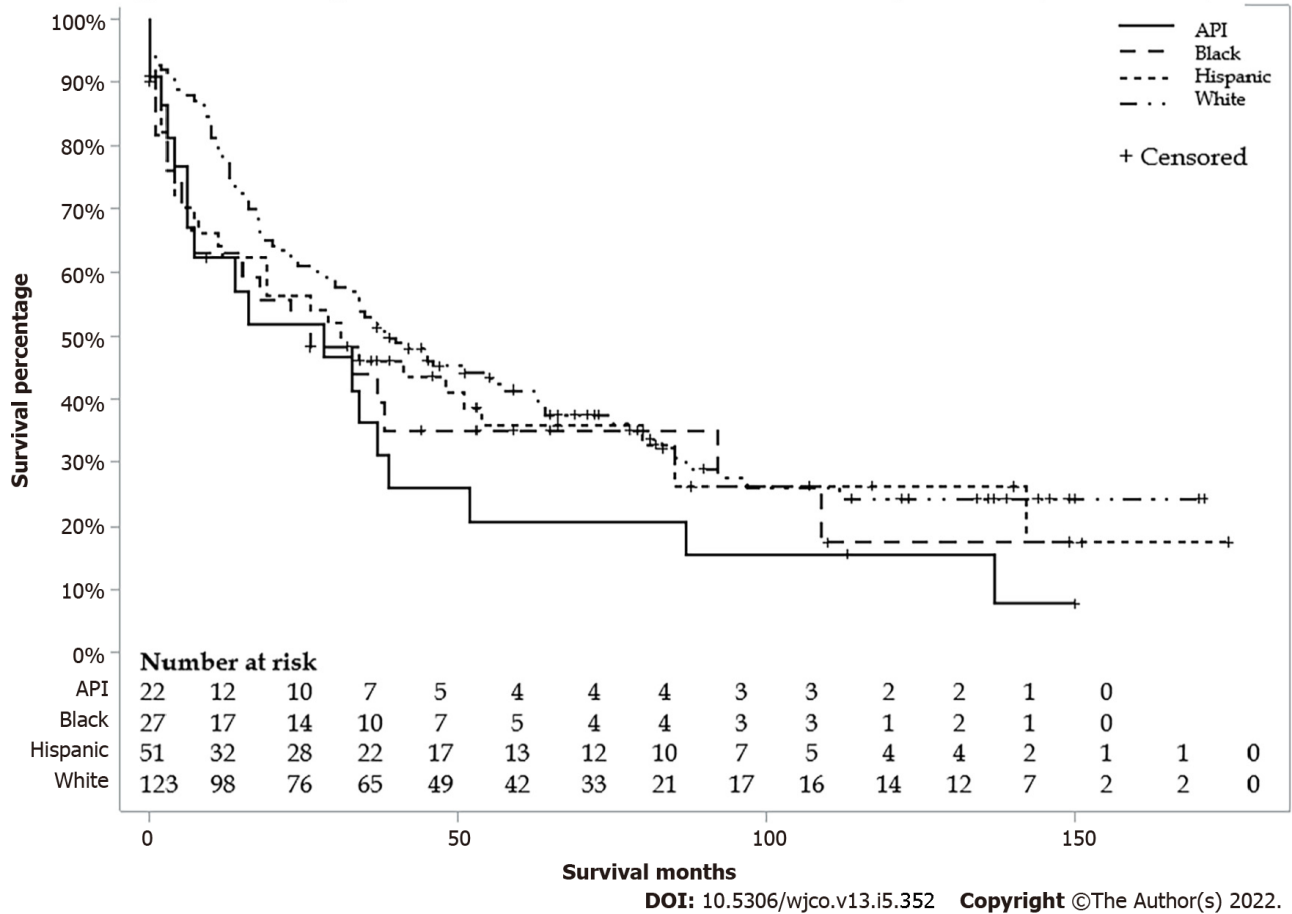 100%
90%
80%
70%
60%
50%
40%
30%
20%
10%
0%
Survival percentage
API
Black
Hispanic
White
+ Censored
Number at risk
API 22 12 10 7 5 4 4 4 3 3 2 2 1 0
Black 27 17 14 10 7 5 4 4 3 3 1 2 1 0
Hispanic 51 32 28 22 17 13 12 10 7 5 4 4 2 1 1 0
White 123 98 76 65 49 42 33 21 17 16 14 12 7 2 2 0
0 50 100 150
Survival months
DOI: 10.5306/wjco.v13.i5.352 Copyright ©The Author(s) 2022.